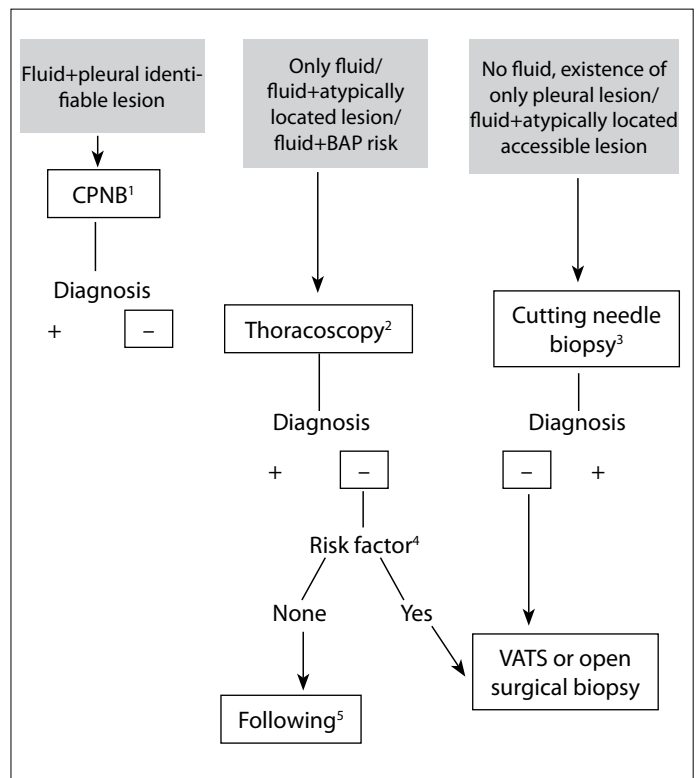 Fluid+pleural identi-
fiable lesion
CPNB1
Diagnosis
+ –
Only fluid/
fluid+atypically
located lesion/
fluid+BAP risk
Thoracoscopy2
Diagnosis
+ –
Risk factor4
None Yes
Following5
No fluid, existence of
only pleural lesion/
fluid+atypically located
accessible lesion
Cutting needle
biopsy3
Diagnosis
– +
VATS or open
surgical biopsy